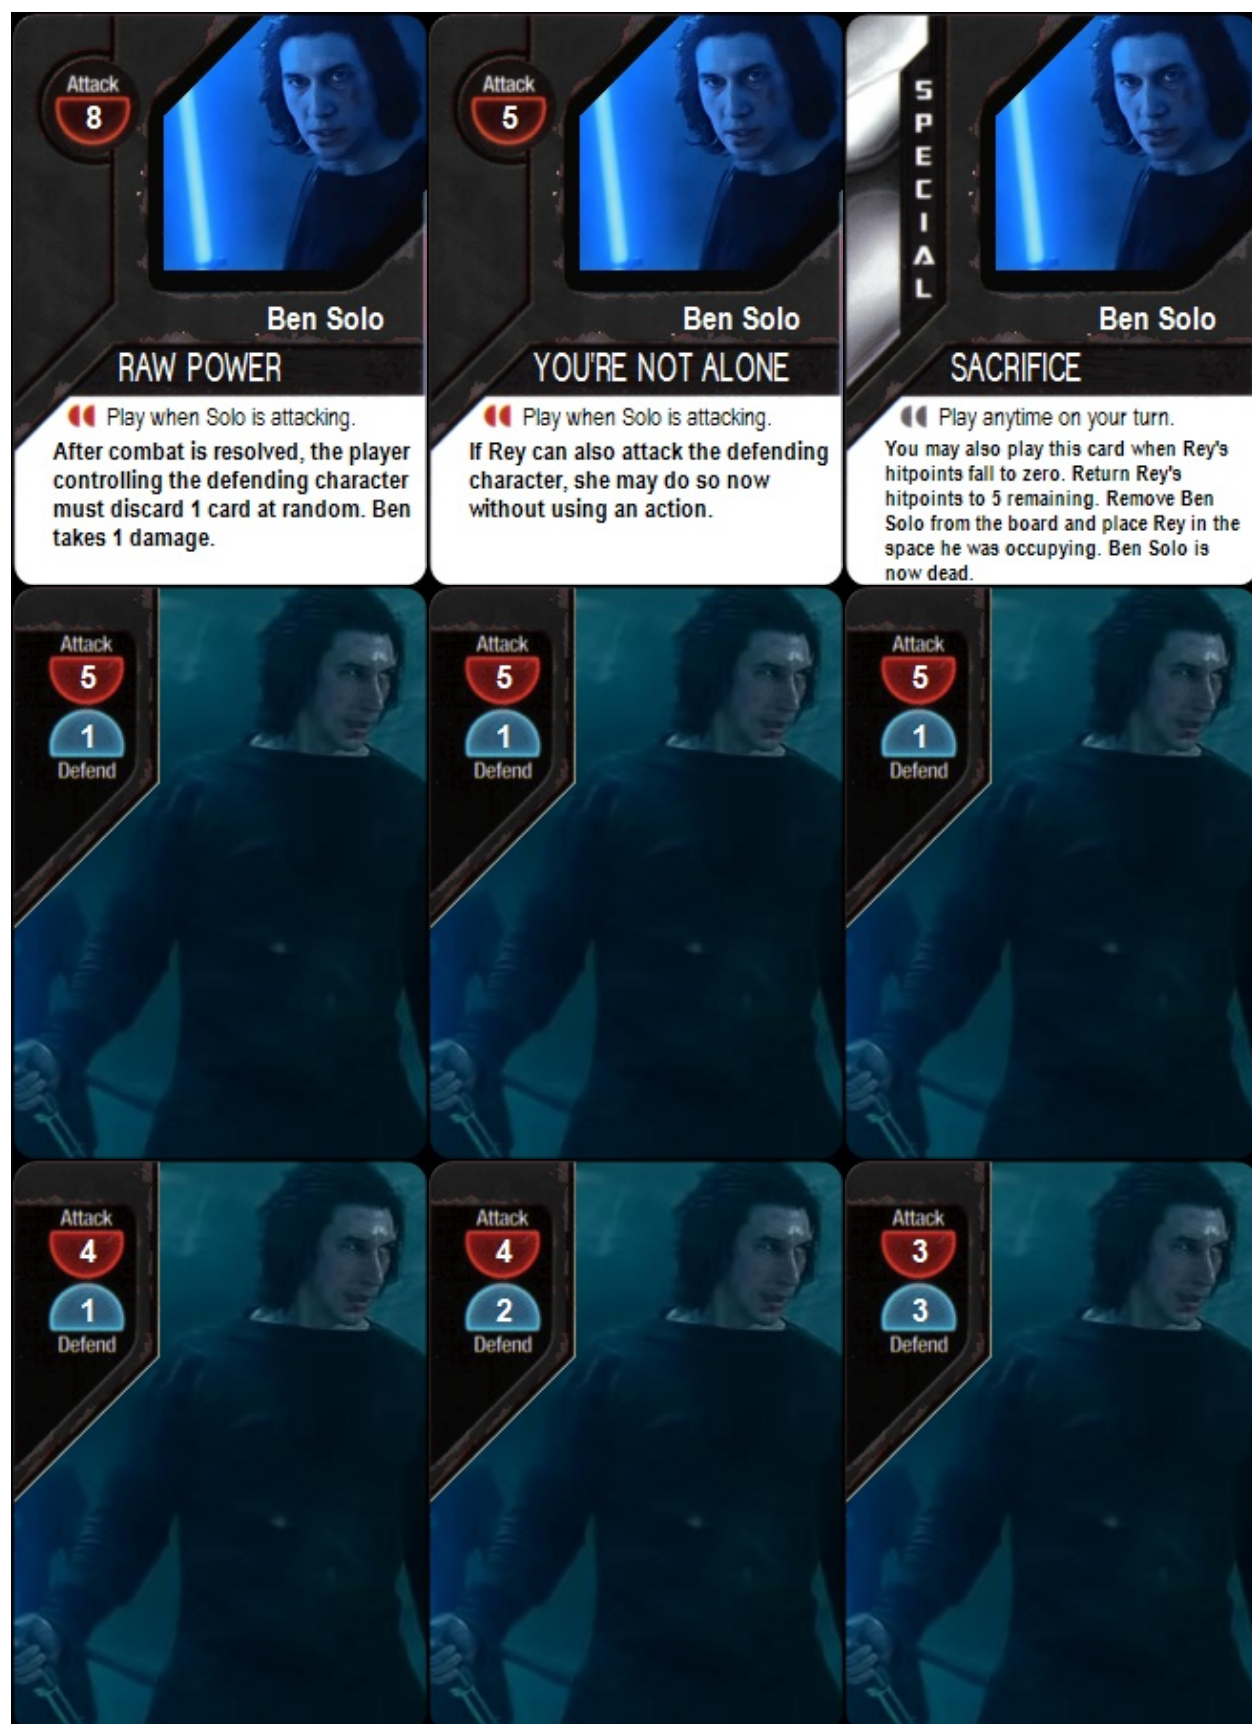 Attack
8
Ben Solo
RAW POWER
Play when Solo is attacking.
After combat is resolved, the player
controlling the defending character
must discard 1 card at random. Ben
takes 1 damage.
Attack
5
Ben Solo
YOU'RE NOT ALONE
Play when Solo is attacking.
If Rey can also attack the defending
character, she may do so now
without using an action.
SPECIAL
Ben Solo
SACRIFICE
Play anytime on your turn.
You may also play this card when Rey's
hitpoints fall to zero. Return Rey's
hitpoints to 5 remaining. Remove Ben
Solo from the board and place Rey in the
space he was occupying. Ben Solo is
now dead.
Attack
5
1
Defend
Attack
5
1
Defend
Attack
5
1
Defend
Attack
4
1
Defend
Attack
4
2
Defend
Attack
3
3
Defend